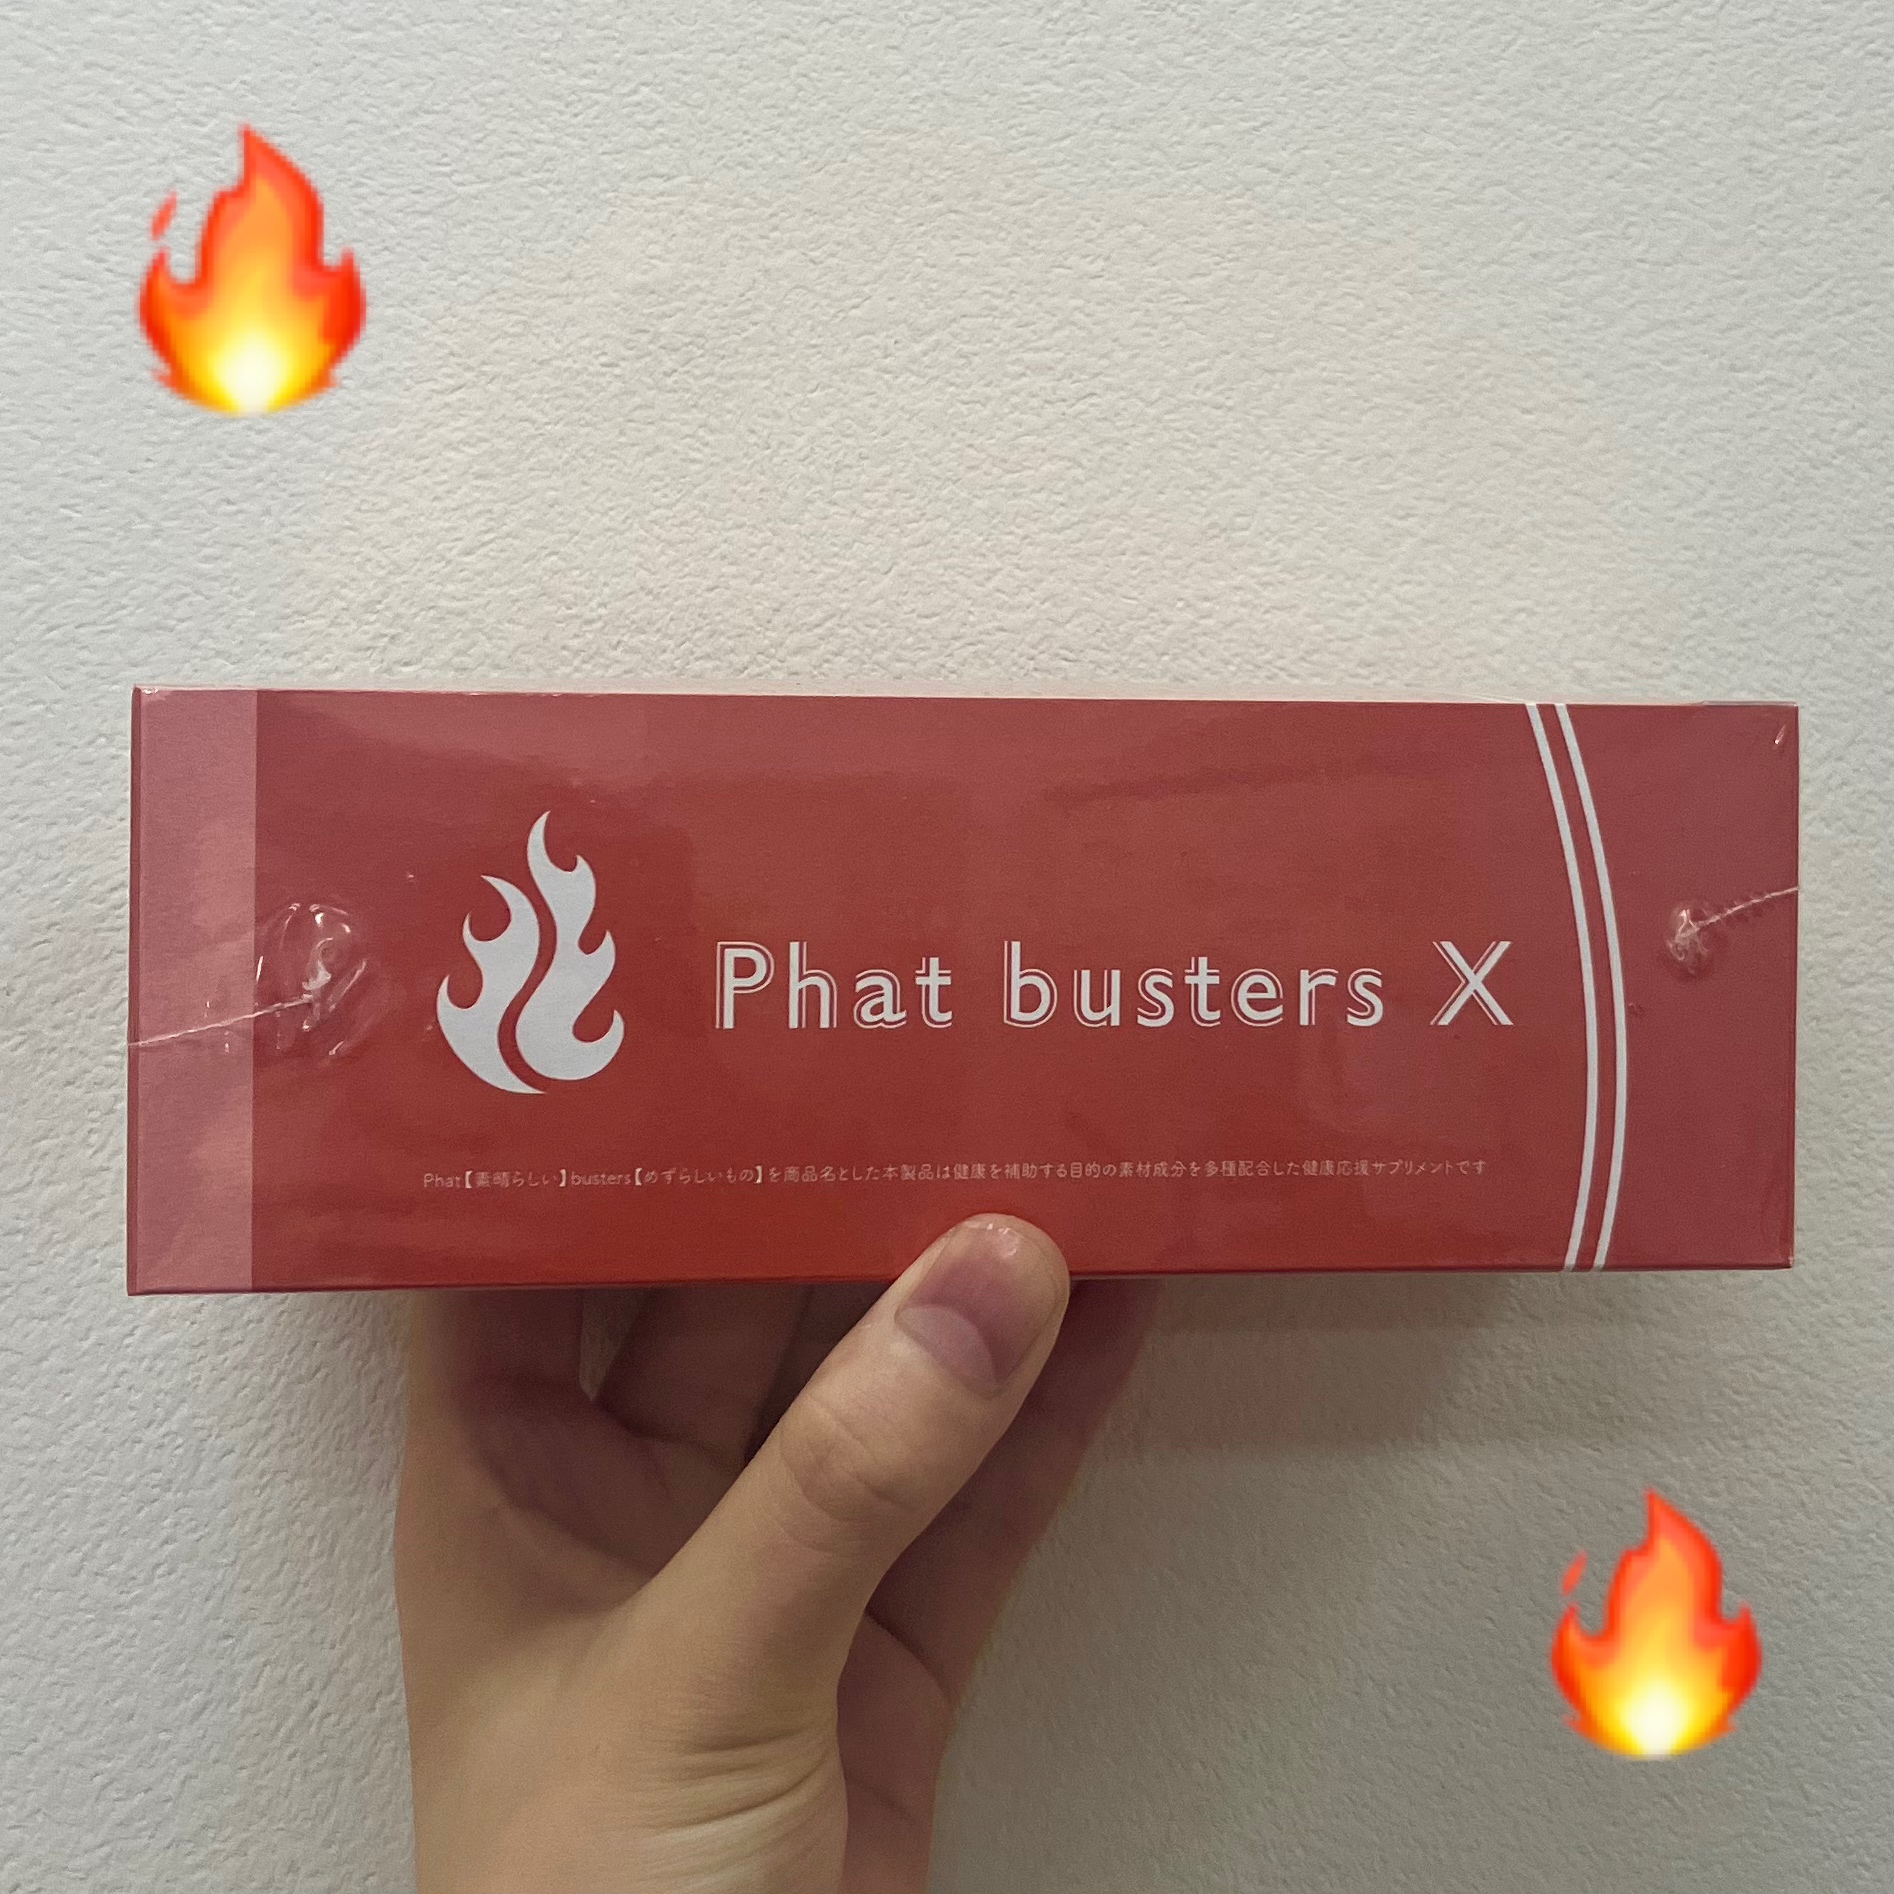 Phat busters X
Phat【素晴らしい】busters【めずらしいもの】を商品名とした本製品は健康を補助する目的の素材成分を多種配合した健康応援サプリメントです